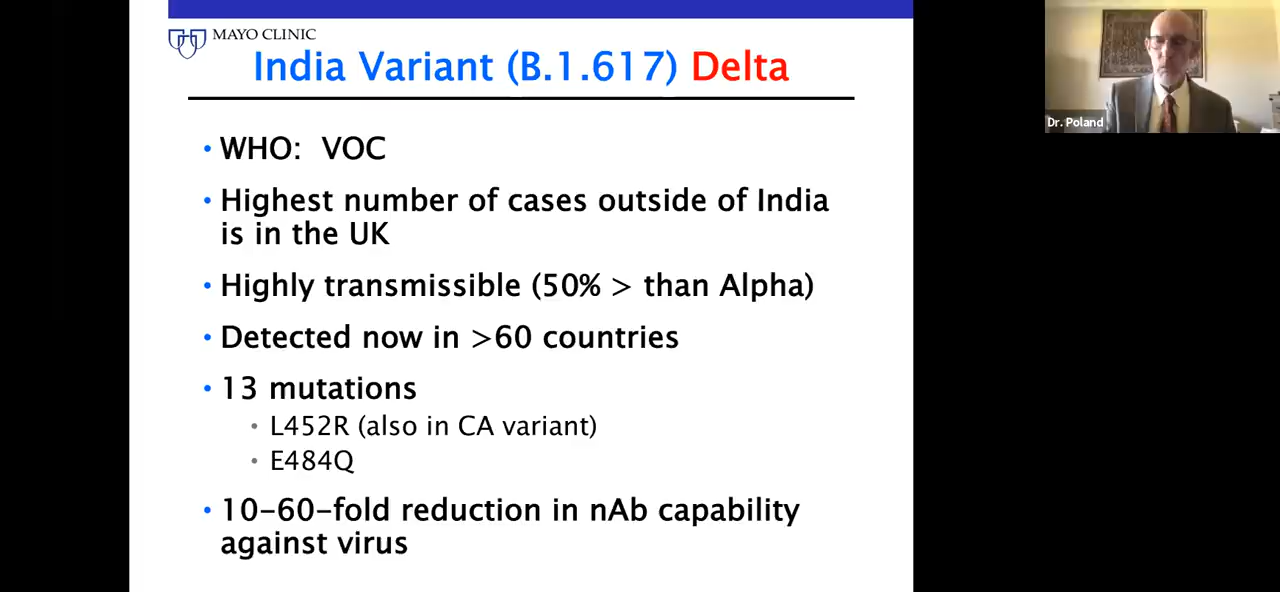 MAYO CLINIC
India Variant (B.1.617) Delta
• WHO: VOC
• Highest number of cases outside of India
is in the UK
• Highly transmissible (50% > than Alpha)
• Detected now in >60 countries
• 13 mutations
• L452R (also in CA variant)
• E484Q
• 10-60-fold reduction in nAb capability
against virus
Dr. Poland